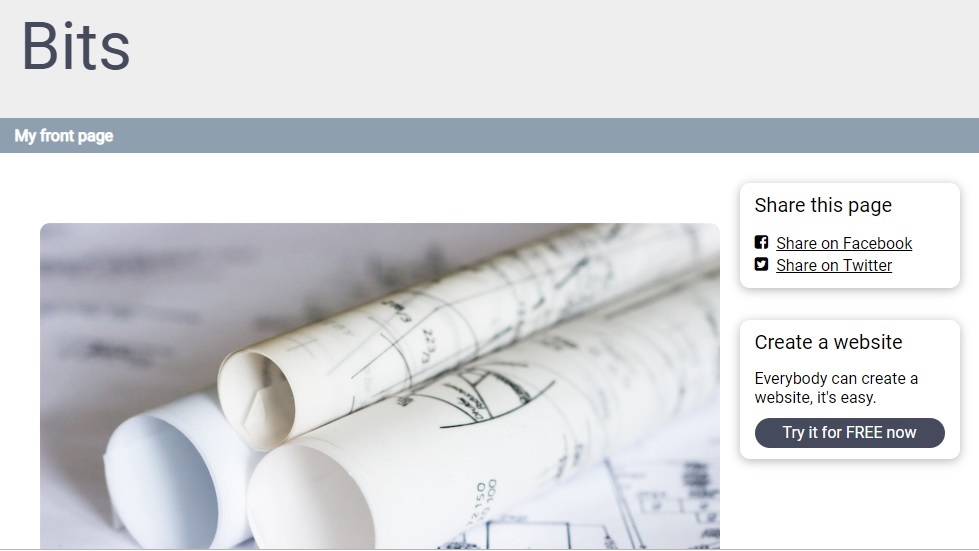 Bits
My front page
Share this page
Share on Facebook
Share on Twitter
Create a website
Everybody can create a
website, it's easy.
Try it for FREE now